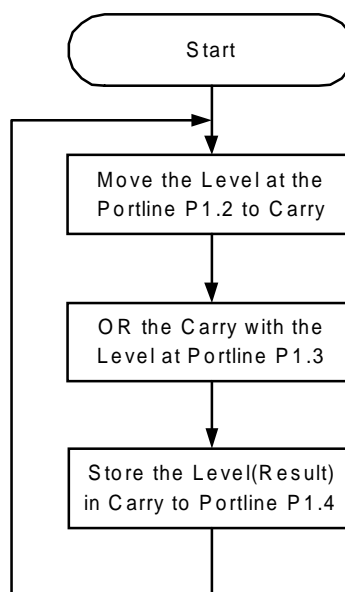 Start
Move the Level at the
Portline P1.2 to Carry
OR the Carry with the
Level at Portline P1.3
Store the Level(Result)
in Carry to Portline P1.4